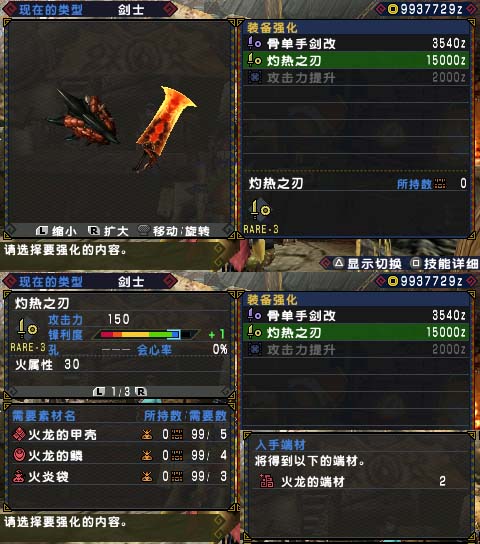 现在的类型 剑士
9937729z
装备强化
骨单手剑改 3540z
灼热之刃 15000z
攻击力提升 2000z
灼热之刃 所持数 0
RARE-3
L 缩小 R 扩大 移动/旋转
请选择要强化的内容。
△显示切换 □技能详细
现在的类型 剑士
9937729z
灼热之刃
攻击力 150
锋利度 +1
RARE-3 孔 ——— 会心率 0%
火属性 30
L 1/3 R
装备强化
骨单手剑改 3540z
灼热之刃 15000z
攻击力提升 2000z
需要素材名 所持数/需要数
火龙的甲壳 0 99/ 5
火龙的鳞 0 99/ 4
火炎袋 0 99/ 3
入手端材
将得到以下的端材。
火龙的端材 2
请选择要强化的内容。